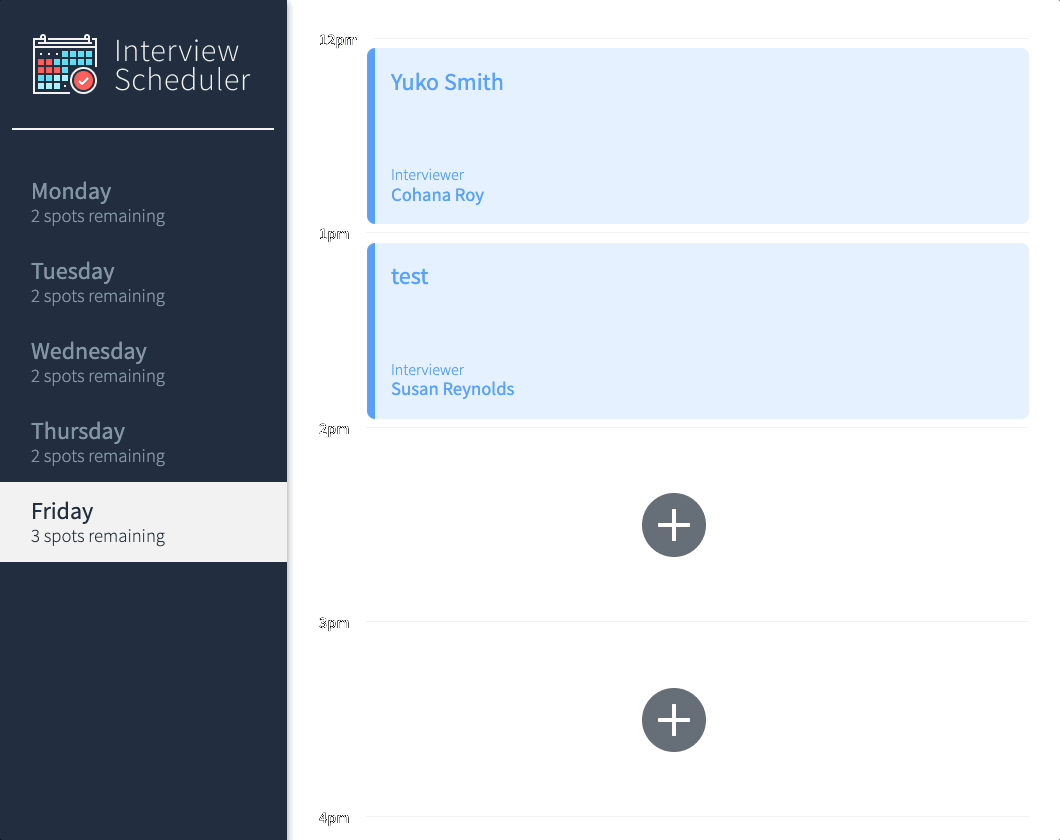 Interview
Scheduler
Monday
2 spots remaining
Tuesday
2 spots remaining
Wednesday
2 spots remaining
Thursday
2 spots remaining
Friday
3 spots remaining
12pm
Yuko Smith
Interviewer
Cohana Roy
1pm
test
Interviewer
Susan Reynolds
2pm
3pm
4pm